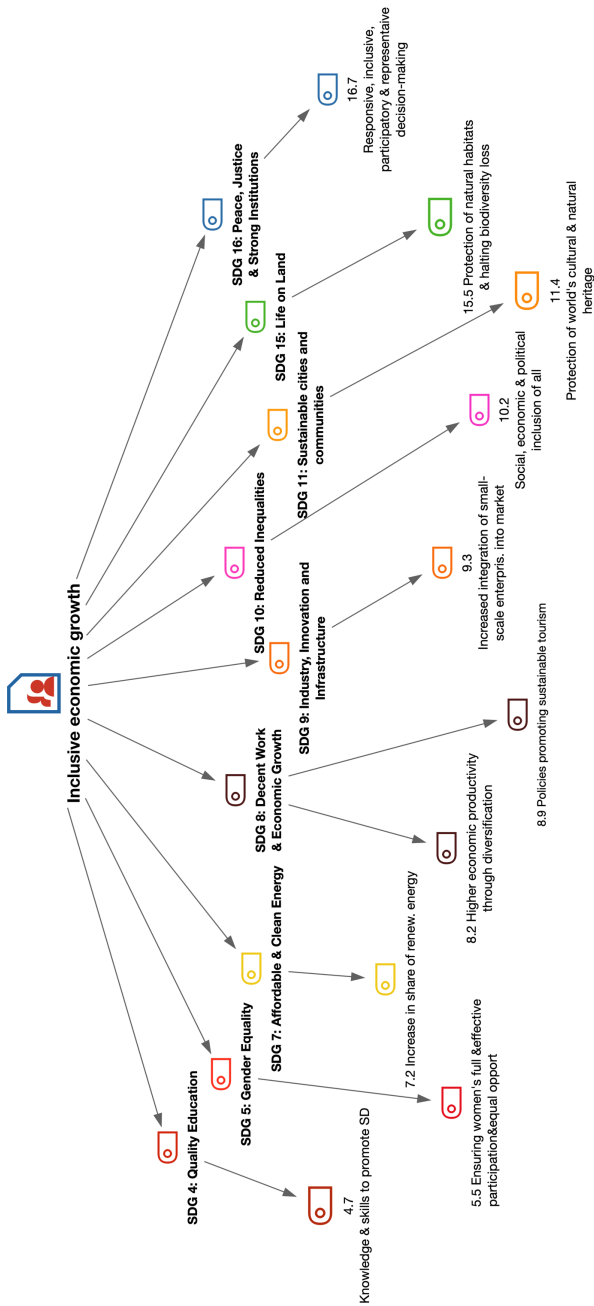 Inclusive economic growth
SDG 4: Quality Education
4.7
Knowledge & skills to promote SD
SDG 5: Gender Equality
5.5 Ensuring women's full &effective
participation&equal opport
SDG 7: Affordable & Clean Energy
7.2 Increase in share of renew. energy
SDG 8: Decent Work
& Economic Growth
8.2 Higher economic productivity
through diversification
8.9 Policies promoting sustainable tourism
SDG 9: Industry, Innovation and
Infrastructure
9.3
Increased integration of small-
scale enterpris. into market
SDG 10: Reduced Inequalities
10.2
Social, economic & political
inclusion of all
SDG 11: Sustainable cities and
communities
11.4
Protection of world's cultural & natural
heritage
SDG 15: Life on Land
15.5 Protection of natural habitats
& halting biodiversity loss
SDG 16: Peace, Justice
& Strong Institutions
16.7
Responsive, inclusive,
participatory & representaive
decision-making